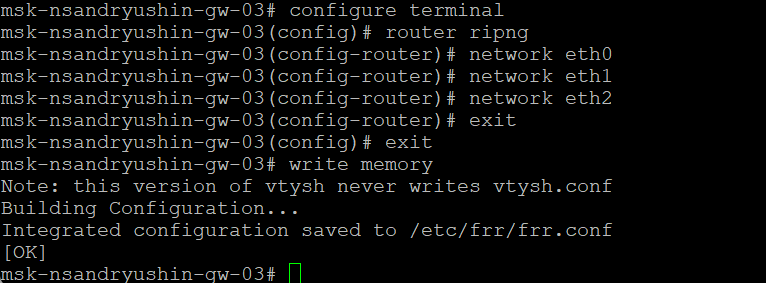 msk-nsandryushin-gw-03# configure terminal
msk-nsandryushin-gw-03(config)# router ripng
msk-nsandryushin-gw-03(config-router)# network eth0
msk-nsandryushin-gw-03(config-router)# network eth1
msk-nsandryushin-gw-03(config-router)# network eth2
msk-nsandryushin-gw-03(config-router)# exit
msk-nsandryushin-gw-03(config)# exit
msk-nsandryushin-gw-03# write memory
Note: this version of vtysh never writes vtysh.conf
Building Configuration...
Integrated configuration saved to /etc/frr/frr.conf
[OK]
msk-nsandryushin-gw-03#